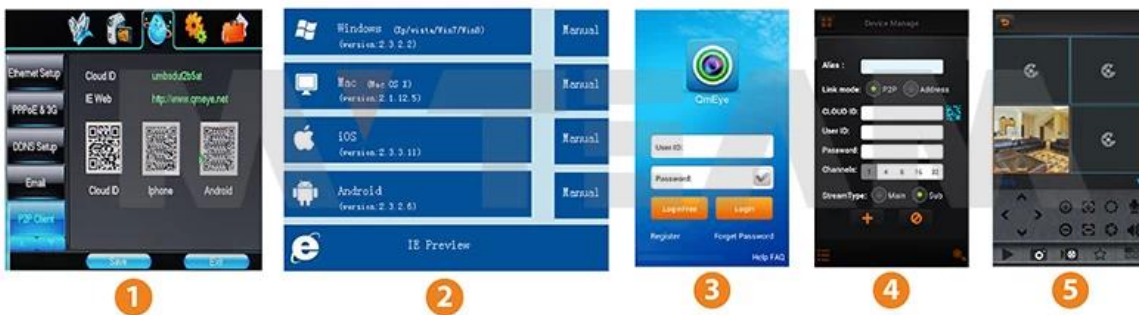 Ethernet Setup
PPPoE & 3G
DDNS Setup
Email
P2P Client
Cloud ID umbsduf2b5at
IE Web http://www.qmeye.net
Cloud ID Iphone Android
Save Exit
Windows (Xp/vista/Win7/Win8)
(version:2.3.2.2)
Manual
Mac (Mac OS X)
(version:2.1.12.5)
Manual
iOS
(version:2.3.3.11)
Manual
Android
(version:2.3.2.6)
Manual
IE Preview
QmEye
User ID:
Password:
Login Free Login
Register Forget Password
Help FAQ
Device Manage
Alias :
Link mode: P2P Address
CLOUD ID:
User ID:
Password:
Channels: 1 4 8 16 32
StreamType: Main Sub
1
2
3
4
5